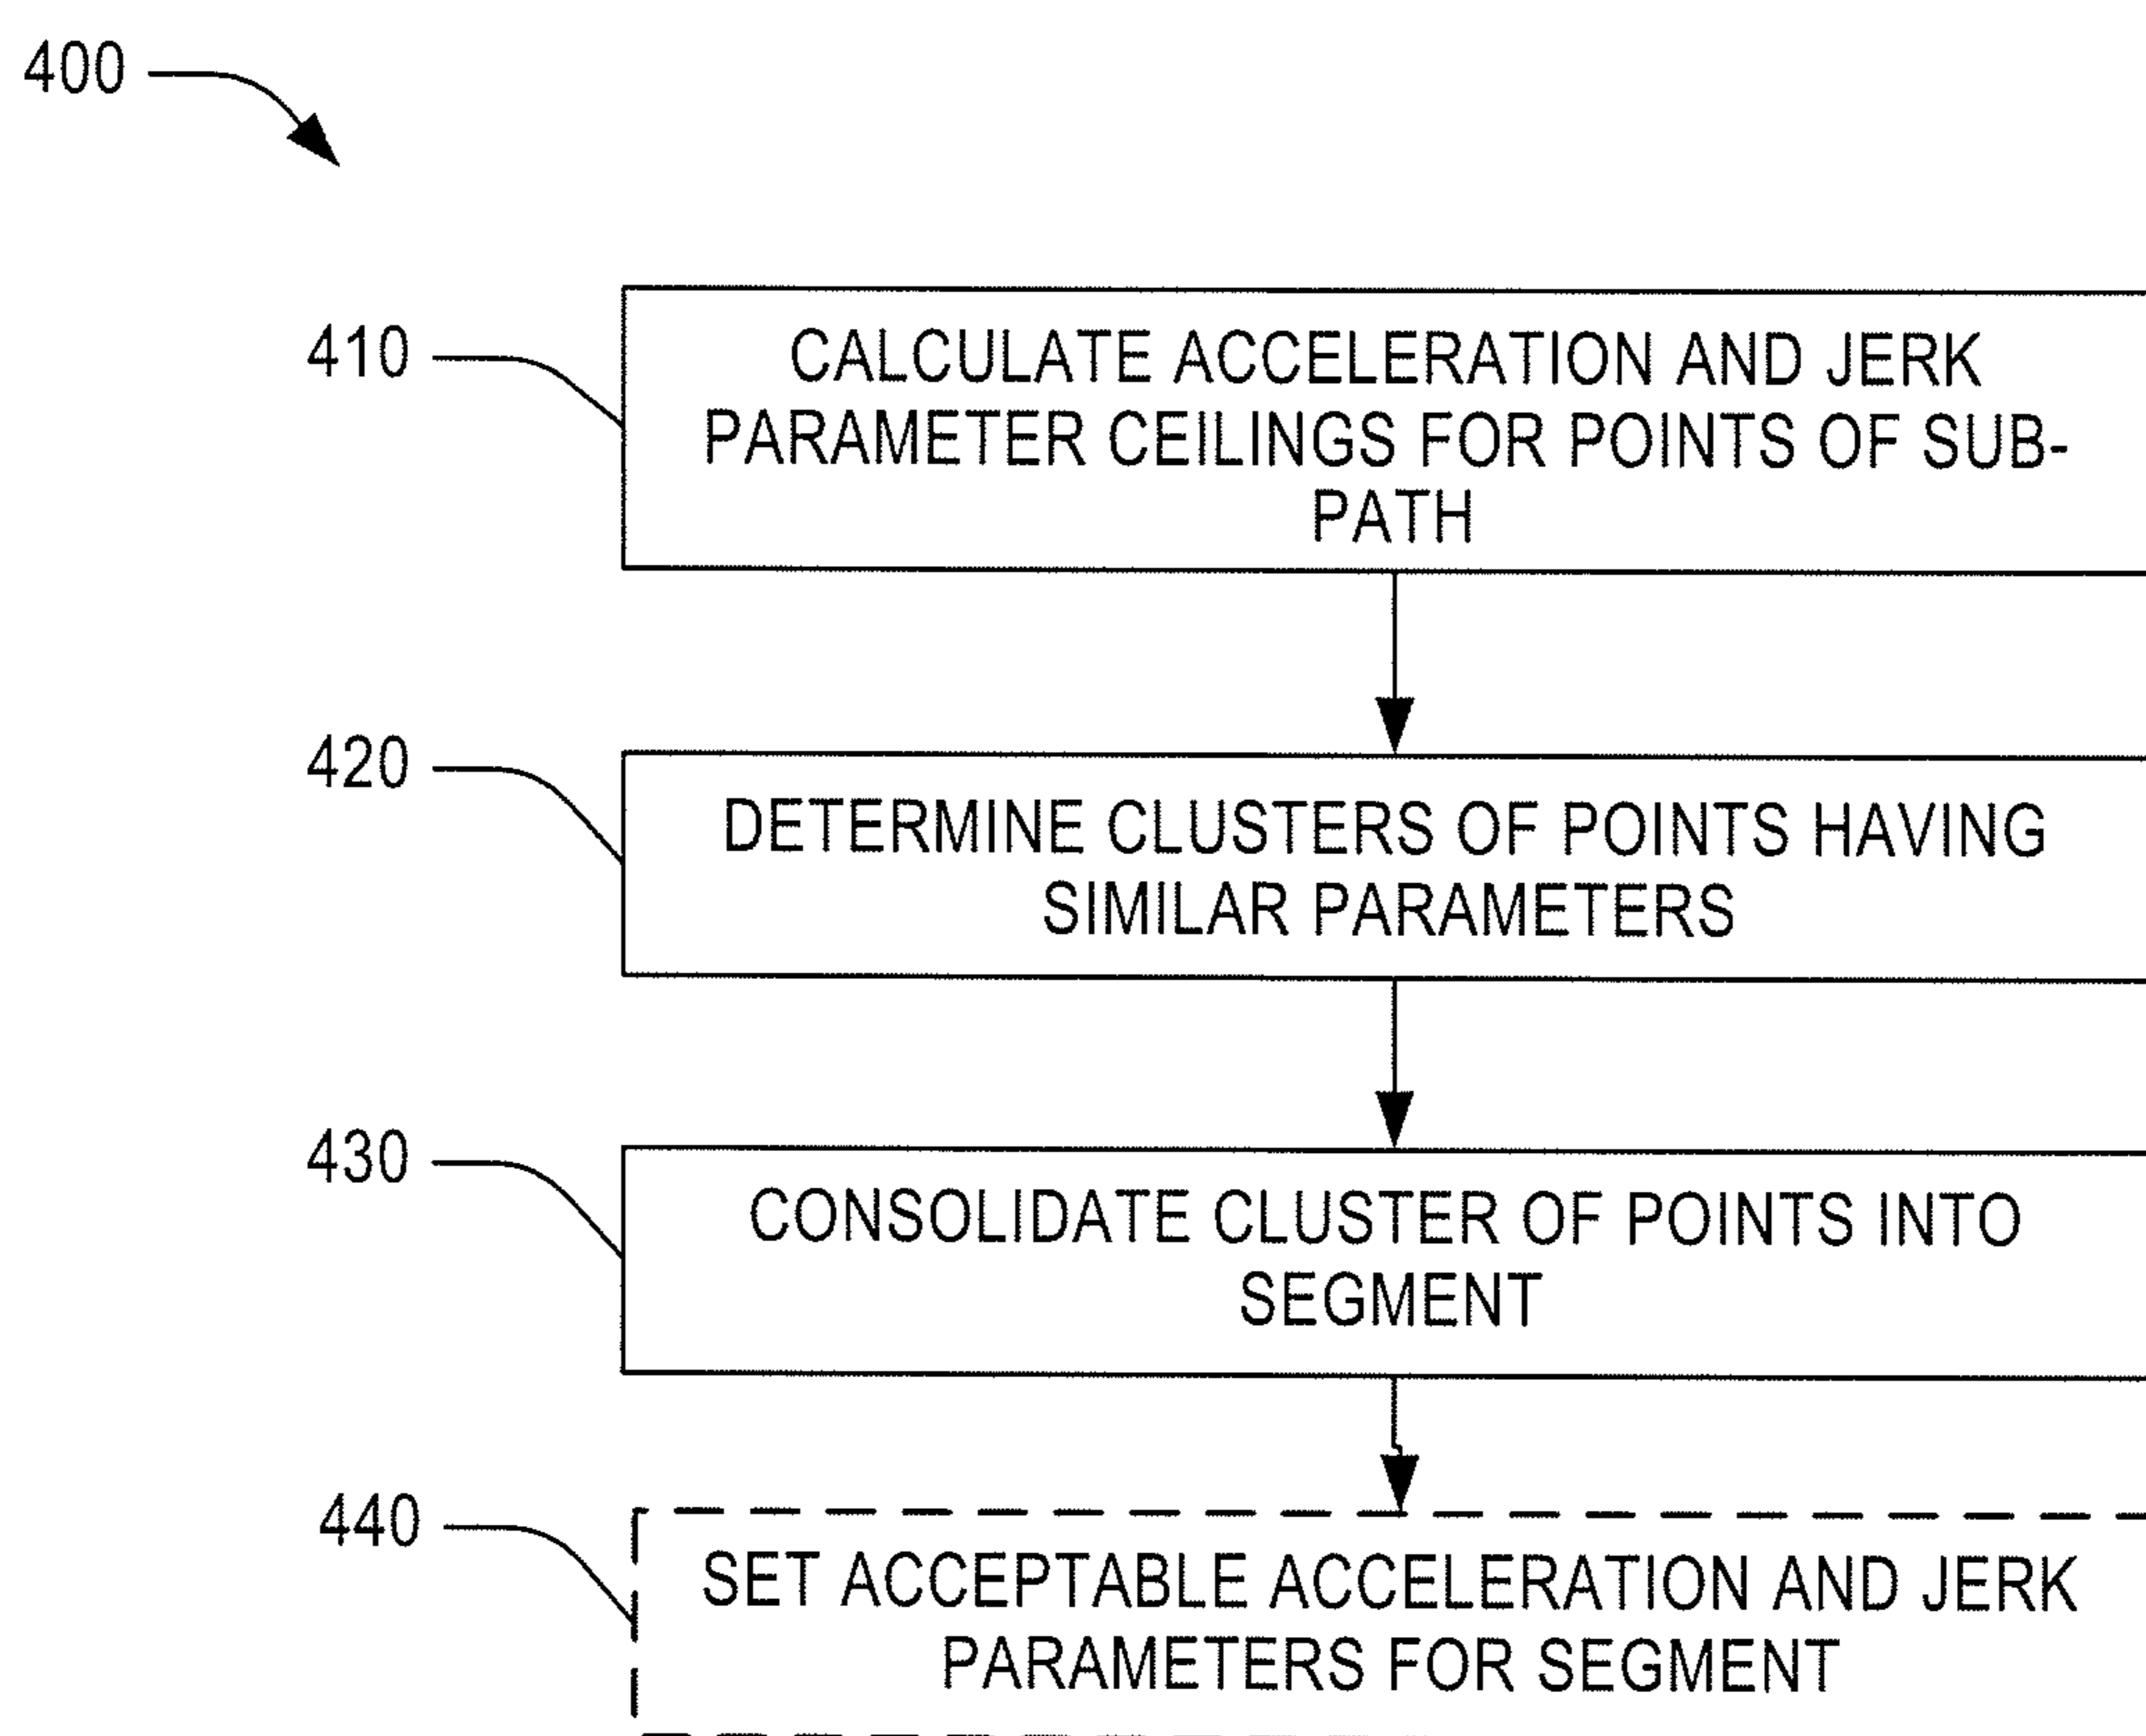 400
410
CALCULATE ACCELERATION AND JERK
PARAMETER CEILINGS FOR POINTS OF SUB-
PATH
420
DETERMINE CLUSTERS OF POINTS HAVING
SIMILAR PARAMETERS
430
CONSOLIDATE CLUSTER OF POINTS INTO
SEGMENT
440
SET ACCEPTABLE ACCELERATION AND JERK
PARAMETERS FOR SEGMENT